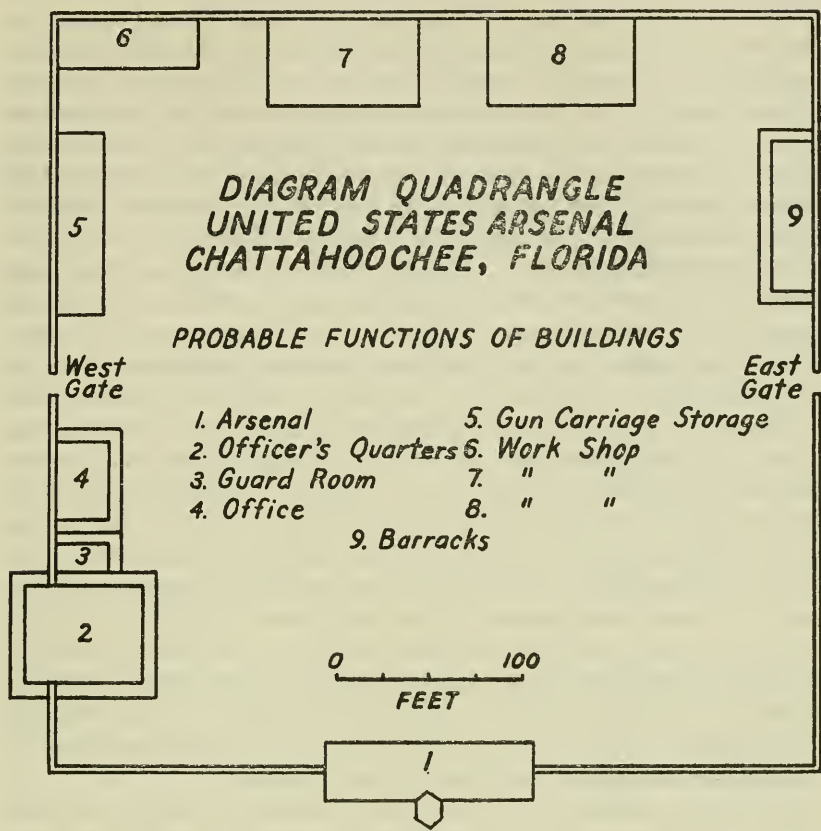 6
7
8
5
9
DIAGRAM QUADRANGLE
UNITED STATES ARSENAL
CHATTAHOOCHEE, FLORIDA
PROBABLE FUNCTIONS OF BUILDINGS
West
Gate
East
Gate
1. Arsenal
2. Officer's Quarters
3. Guard Room
4. Office
5. Gun Carriage Storage
6. Work Shop
7. " "
8. " "
9. Barracks
4
3
2
0 100
FEET
1